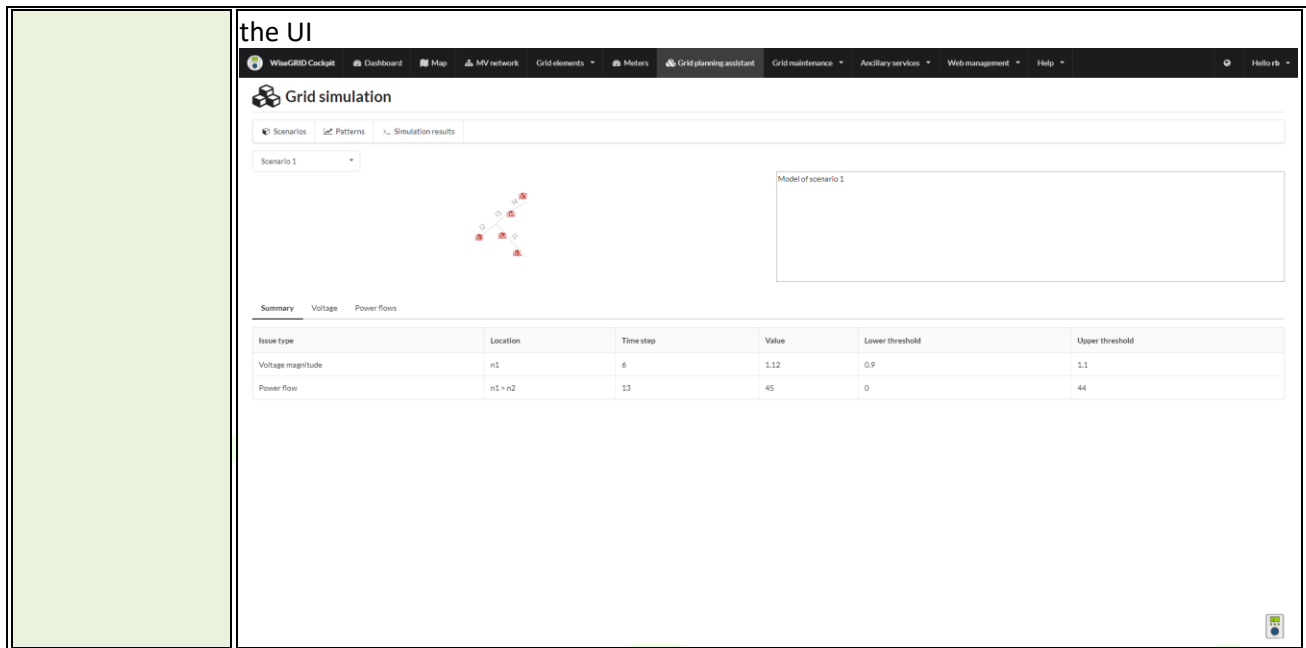 the UI
WiseGRID Cockpit Dashboard Map MV network Grid elements Meters Grid planning assistant Grid maintenance Ancillary services Web management Help Hello rb
Grid simulation
Scenarios Patterns Simulation results
Scenario 1
Model of scenario 1
14
13
12
Summary Voltage Power flows
Issue type Location Time step Value Lower threshold Upper threshold
Voltage magnitude n1 6 1.12 0.9 1.1
Power flow n1 > n2 13 45 0 44